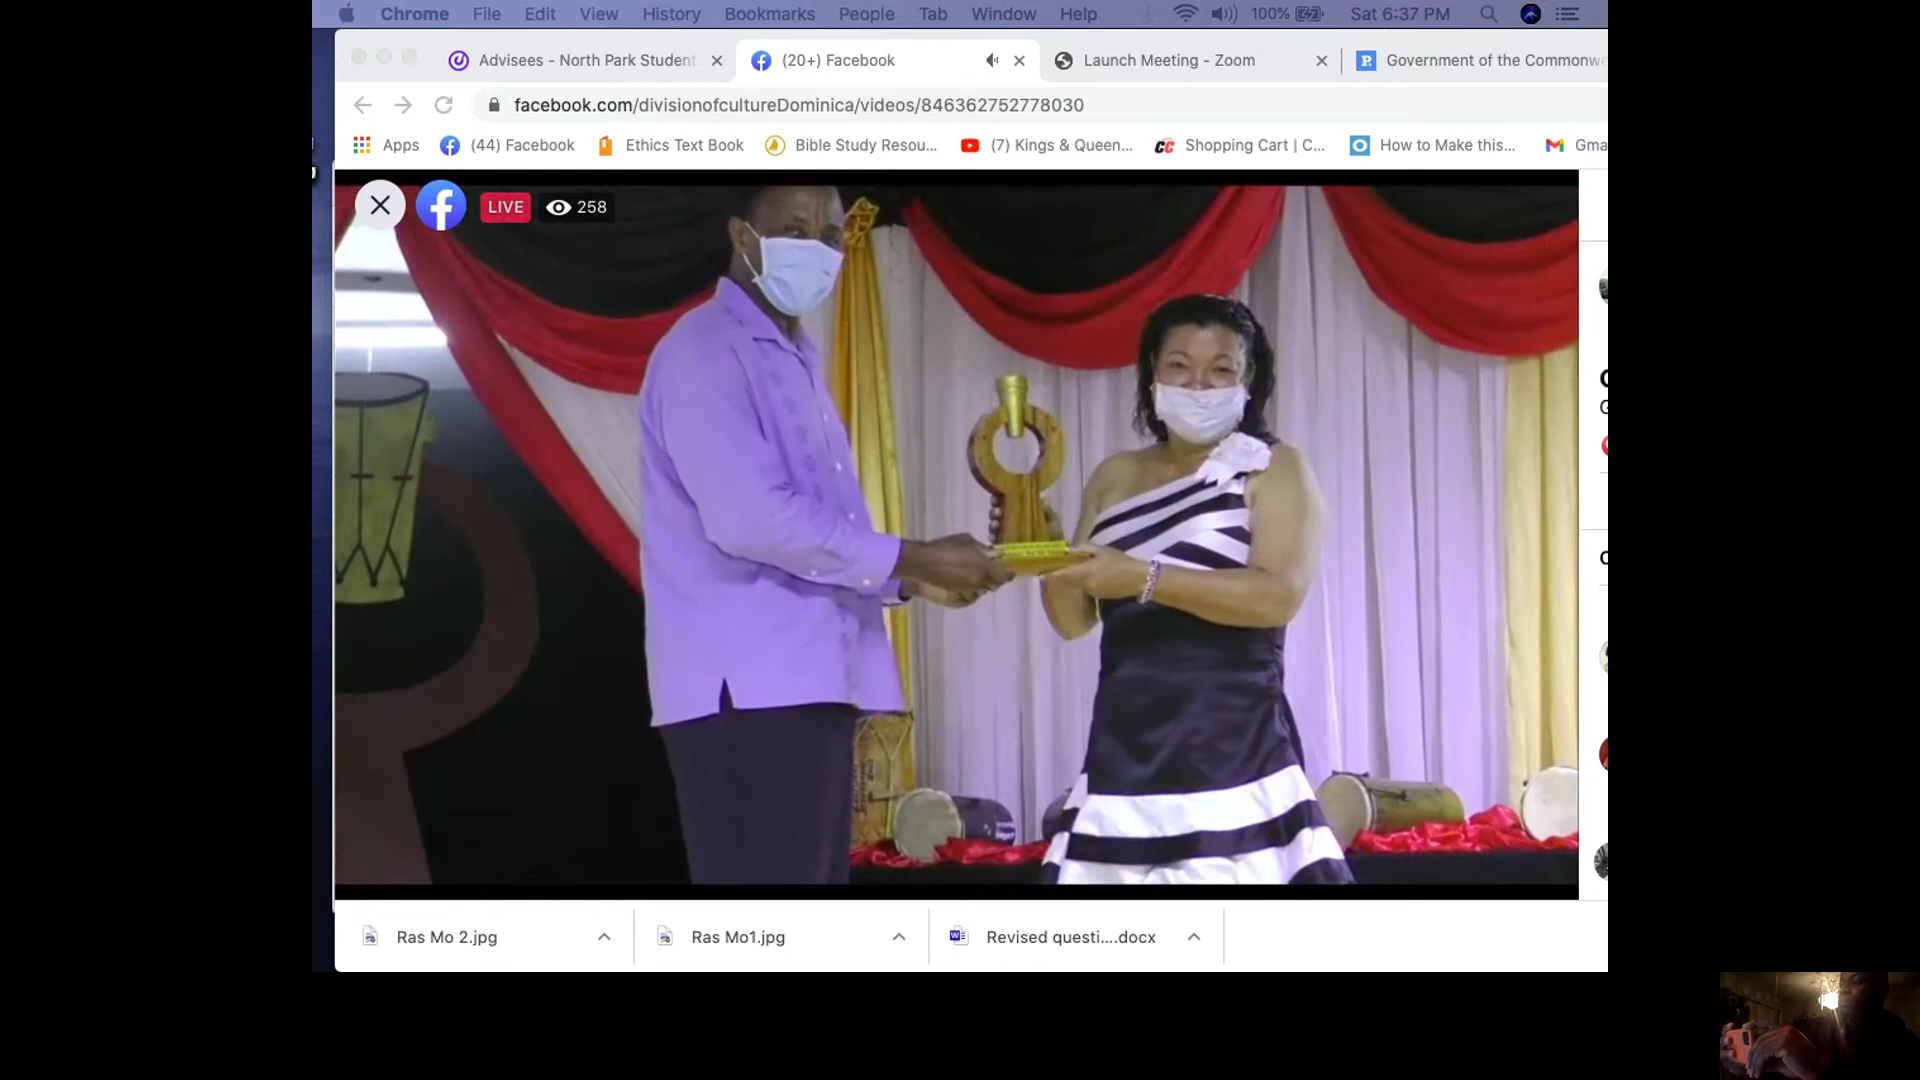 Chrome File Edit View History Bookmarks People Tab Window Help 100% Sat 6:37 PM
Advisees - North Park Student (20+) Facebook Launch Meeting - Zoom Government of the Commonwe
facebook.com/divisionofcultureDominica/videos/846362752778030
Apps (44) Facebook Ethics Text Book Bible Study Resou... (7) Kings & Queen... Shopping Cart | C... How to Make this... Gma
LIVE 258
Ras Mo 2.jpg Ras Mo1.jpg Revised questi....docx